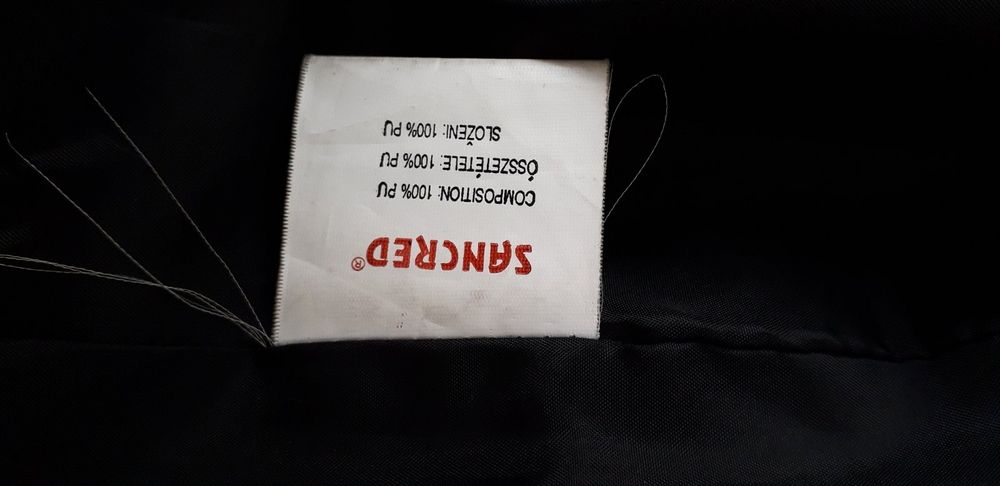 SANCRED®
COMPOSITION: 100% PU
ÖSSZETÉTELE: 100% PU
SLOŽENI: 100% PU